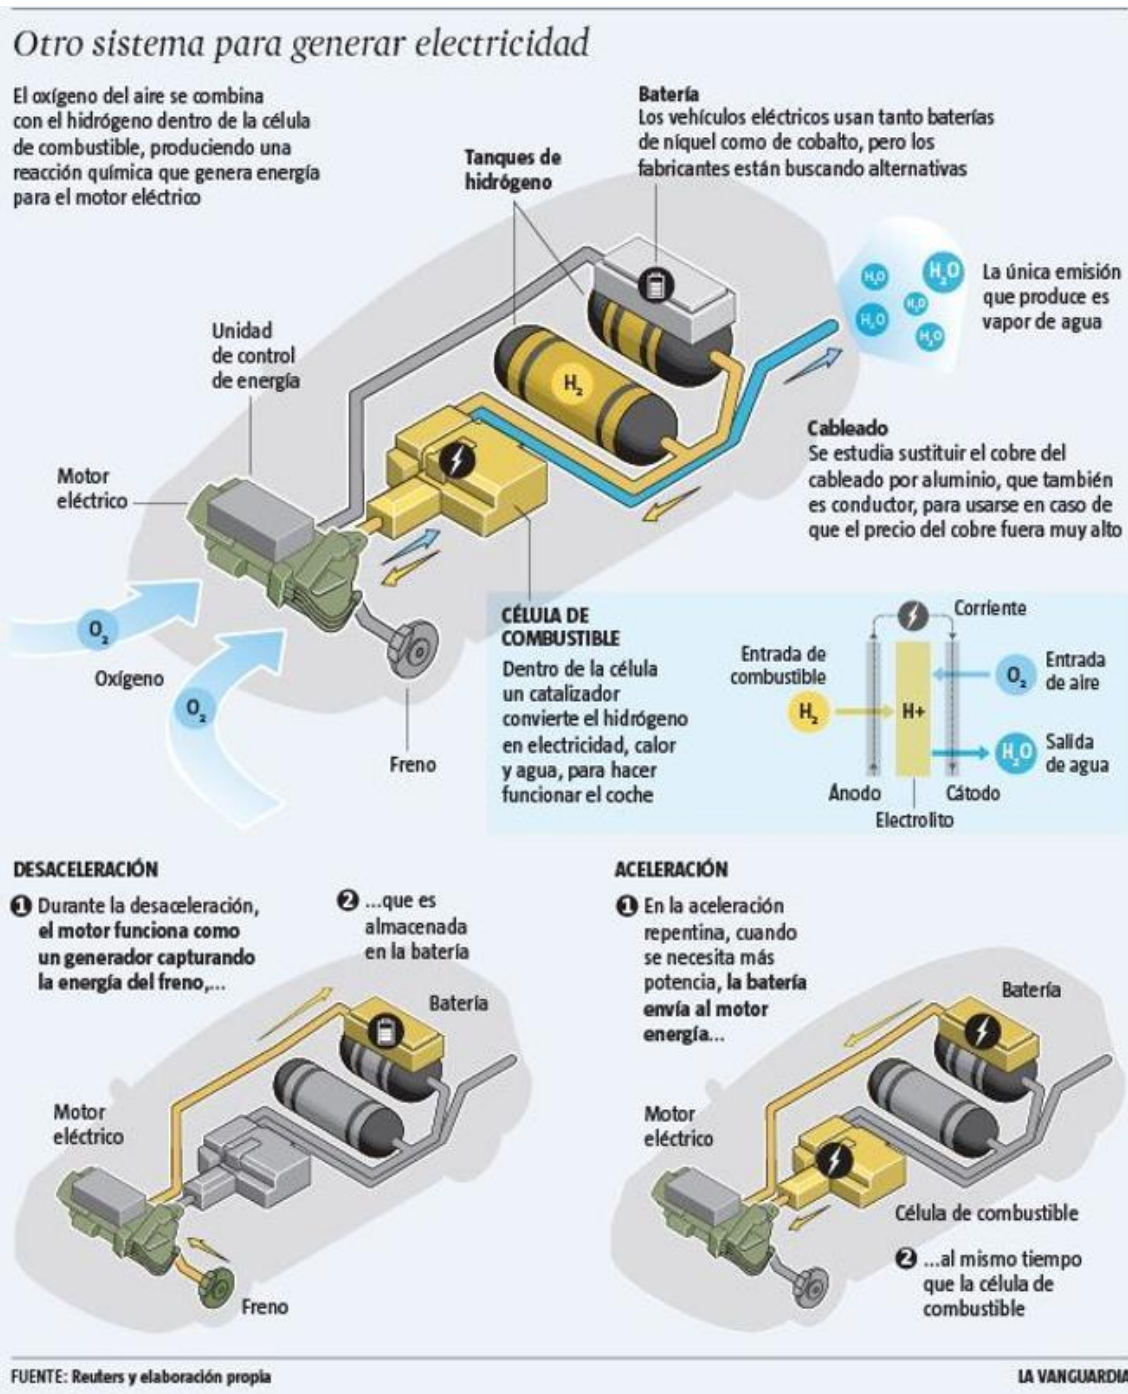 Otro sistema para generar electricidad
El oxígeno del aire se combina
con el hidrógeno dentro de la célula
de combustible, produciendo una
reacción química que genera energía
para el motor eléctrico
Batería
Los vehículos eléctricos usan tanto baterías
de níquel como de cobalto, pero los
fabricantes están buscando alternativas
Tanques de
hidrógeno
H₂O
H₂O
H₂O
H₂O
H₂O
La única emisión
que produce es
vapor de agua
Unidad
de control
de energía
H₂
Cableado
Se estudia sustituir el cobre del
cableado por aluminio, que también
es conductor, para usarse en caso de
que el precio del cobre fuera muy alto
Motor
eléctrico
O₂
Oxígeno
O₂
Freno
CÉLULA DE
COMBUSTIBLE
Dentro de la célula
un catalizador
convierte el hidrógeno
en electricidad, calor
y agua, para hacer
funcionar el coche
Corriente
Entrada de
combustible
H₂
H+
O₂
Entrada
de aire
H₂O
Salida
de agua
Ánodo
Cátodo
Electrolito
DESACELERACIÓN
1 Durante la desaceleración,
el motor funciona como
un generador capturando
la energía del freno,...
2 ...que es
almacenada
en la batería
Batería
Motor
eléctrico
Freno
ACELERACIÓN
1 En la aceleración
repentina, cuando
se necesita más
potencia, la batería
envía al motor
energía...
Batería
Motor
eléctrico
Célula de combustible
2 ...al mismo tiempo
que la célula de
combustible
FUENTE: Reuters y elaboración propia
LA VANGUARDIA